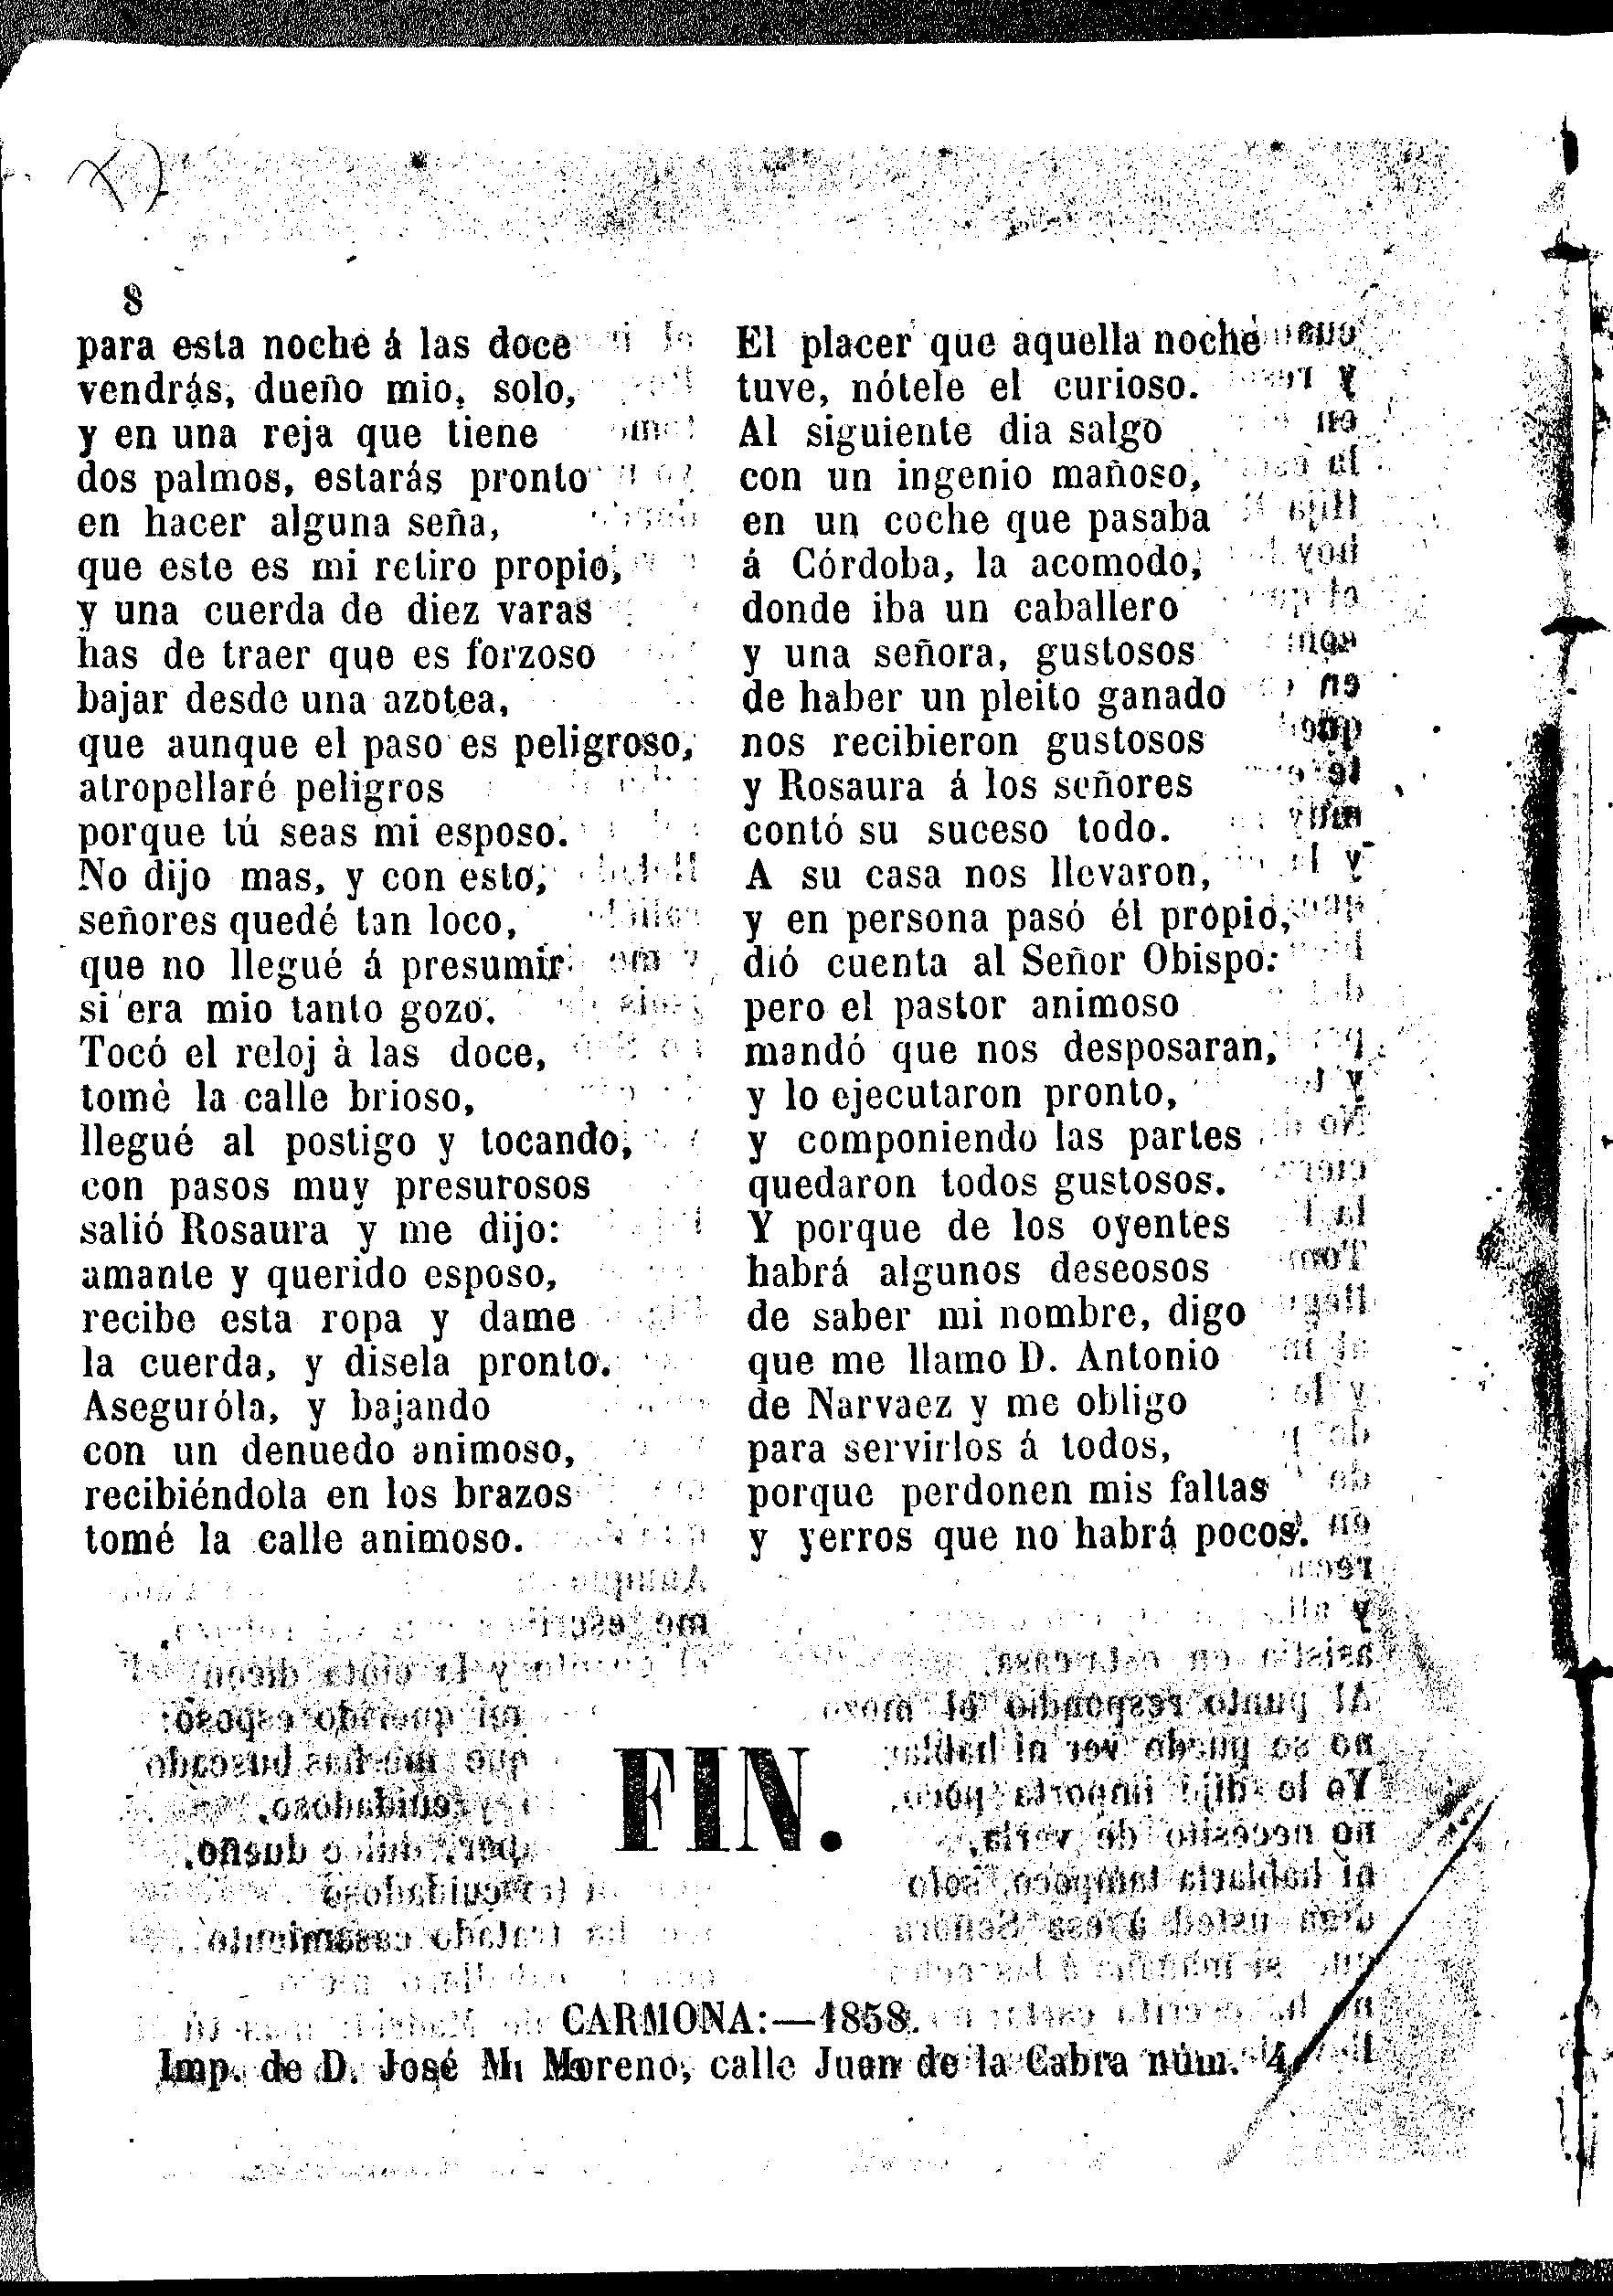 8
para esta noche á las doce
vendrás, dueño mio, solo,
y en una reja que tiene
dos palmos, estarás pronto
en hacer alguna seña,
que este es mi retiro propio,
y una cuerda de diez varas
has de traer que es forzoso
bajar desde una azotea,
que aunque el paso es peligroso,
atropellaré peligros
porque tú seas mi esposo.
No dijo mas, y con esto,
señores quedé tan loco,
que no llegué á presumir
si era mio tanto gozo.
Tocó el reloj à las doce,
tomè la calle brioso,
llegué al postigo y tocando,
con pasos muy presurosos
salió Rosaura y me dijo:
amante y querido esposo,
recibe esta ropa y dame
la cuerda, y disela pronto.
Aseguróla, y bajando
con un denuedo animoso,
recibiéndola en los brazos
tomé la calle animoso.
El placer que aquella noche
tuve, nótele el curioso.
Al siguiente dia salgo
con un ingenio mañoso,
en un coche que pasaba
á Córdoba, la acomodo,
donde iba un caballero
y una señora, gustosos
de haber un pleito ganado
nos recibieron gustosos
y Rosaura á los señores
contó su suceso todo.
A su casa nos llevaron,
y en persona pasó él propio,
dió cuenta al Señor Obispo:
pero el pastor animoso
mandó que nos desposaran,
y lo ejecutaron pronto,
y componiendo las partes
quedaron todos gustosos.
Y porque de los oyentes
habrá algunos deseosos
de saber mi nombre, digo
que me llamo D. Antonio
de Narvaez y me obligo
para servirlos á todos,
porque perdonen mis faltas
y yerros que no habrá pocos.
FIN.
CARMONA:—1858.
Imp. de D. José M. Moreno, calle Juan de la Cabra núm. 4